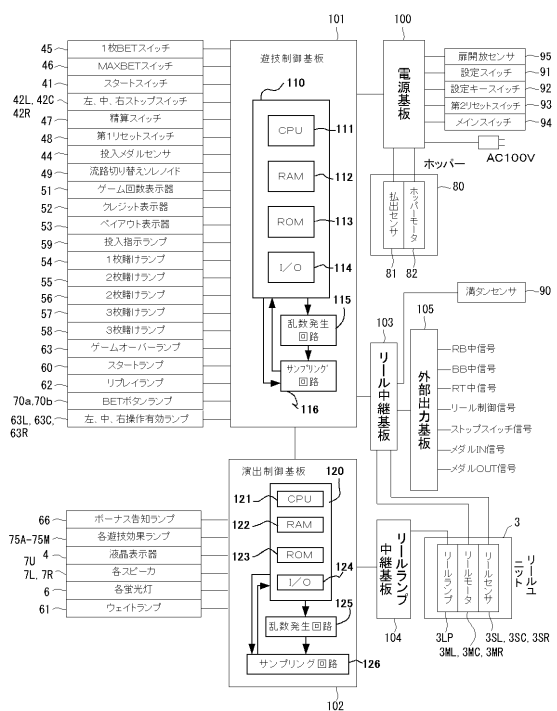 45 1枚BETスイッチ
46 MAXBETスイッチ
41 スタートスイッチ
42L, 42C 左、中、右ストップスイッチ
42R
47 精算スイッチ
48 第1リセットスイッチ
44 投入メダルセンサ
49 流路切り替えソレノイド
51 ゲーム回数表示器
52 クレジット表示器
53 ペイアウト表示器
59 投入指示ランプ
54 1枚賭けランプ
55 2枚賭けランプ
56 2枚賭けランプ
57 3枚賭けランプ
58 3枚賭けランプ
63 ゲームオーバーランプ
60 スタートランプ
62 リプレイランプ
70a,70b BETボタンランプ
63L, 63C, 左、中、右操作有効ランプ
63R
101
遊技制御基板
110
CPU 111
RAM 112
ROM 113
I/O 114
115
乱数発生
回路
サンプリング
回路
116
100
電源基板
扉開放センサ 95
設定スイッチ 91
設定キースイッチ 92
第2リセットスイッチ 93
メインスイッチ 94
AC100V
ホッパー
80
払出センサ
ホッパーモータ
81 82
満タンセンサ 90
103
リール中継基板
105
外部出力基板
RB中信号
BB中信号
RT中信号
リール制御信号
ストップスイッチ信号
メダルIN信号
メダルOUT信号
演出制御基板
120
121 CPU
122 RAM
123 ROM
I/O 124
125
乱数発生回路
サンプリング回路 126
102
66 ボーナス告知ランプ
75A-75M 各遊技効果ランプ
4 液晶表示器
7U
7L, 7R 各スピーカ
6 各蛍光灯
61 ウェイトランプ
リールランプ
中継基板
104
3
リールランプ
リールモータ
リールセンサ
リールユニット
3LP
3ML, 3MC, 3MR
3SL, 3SC, 3SR